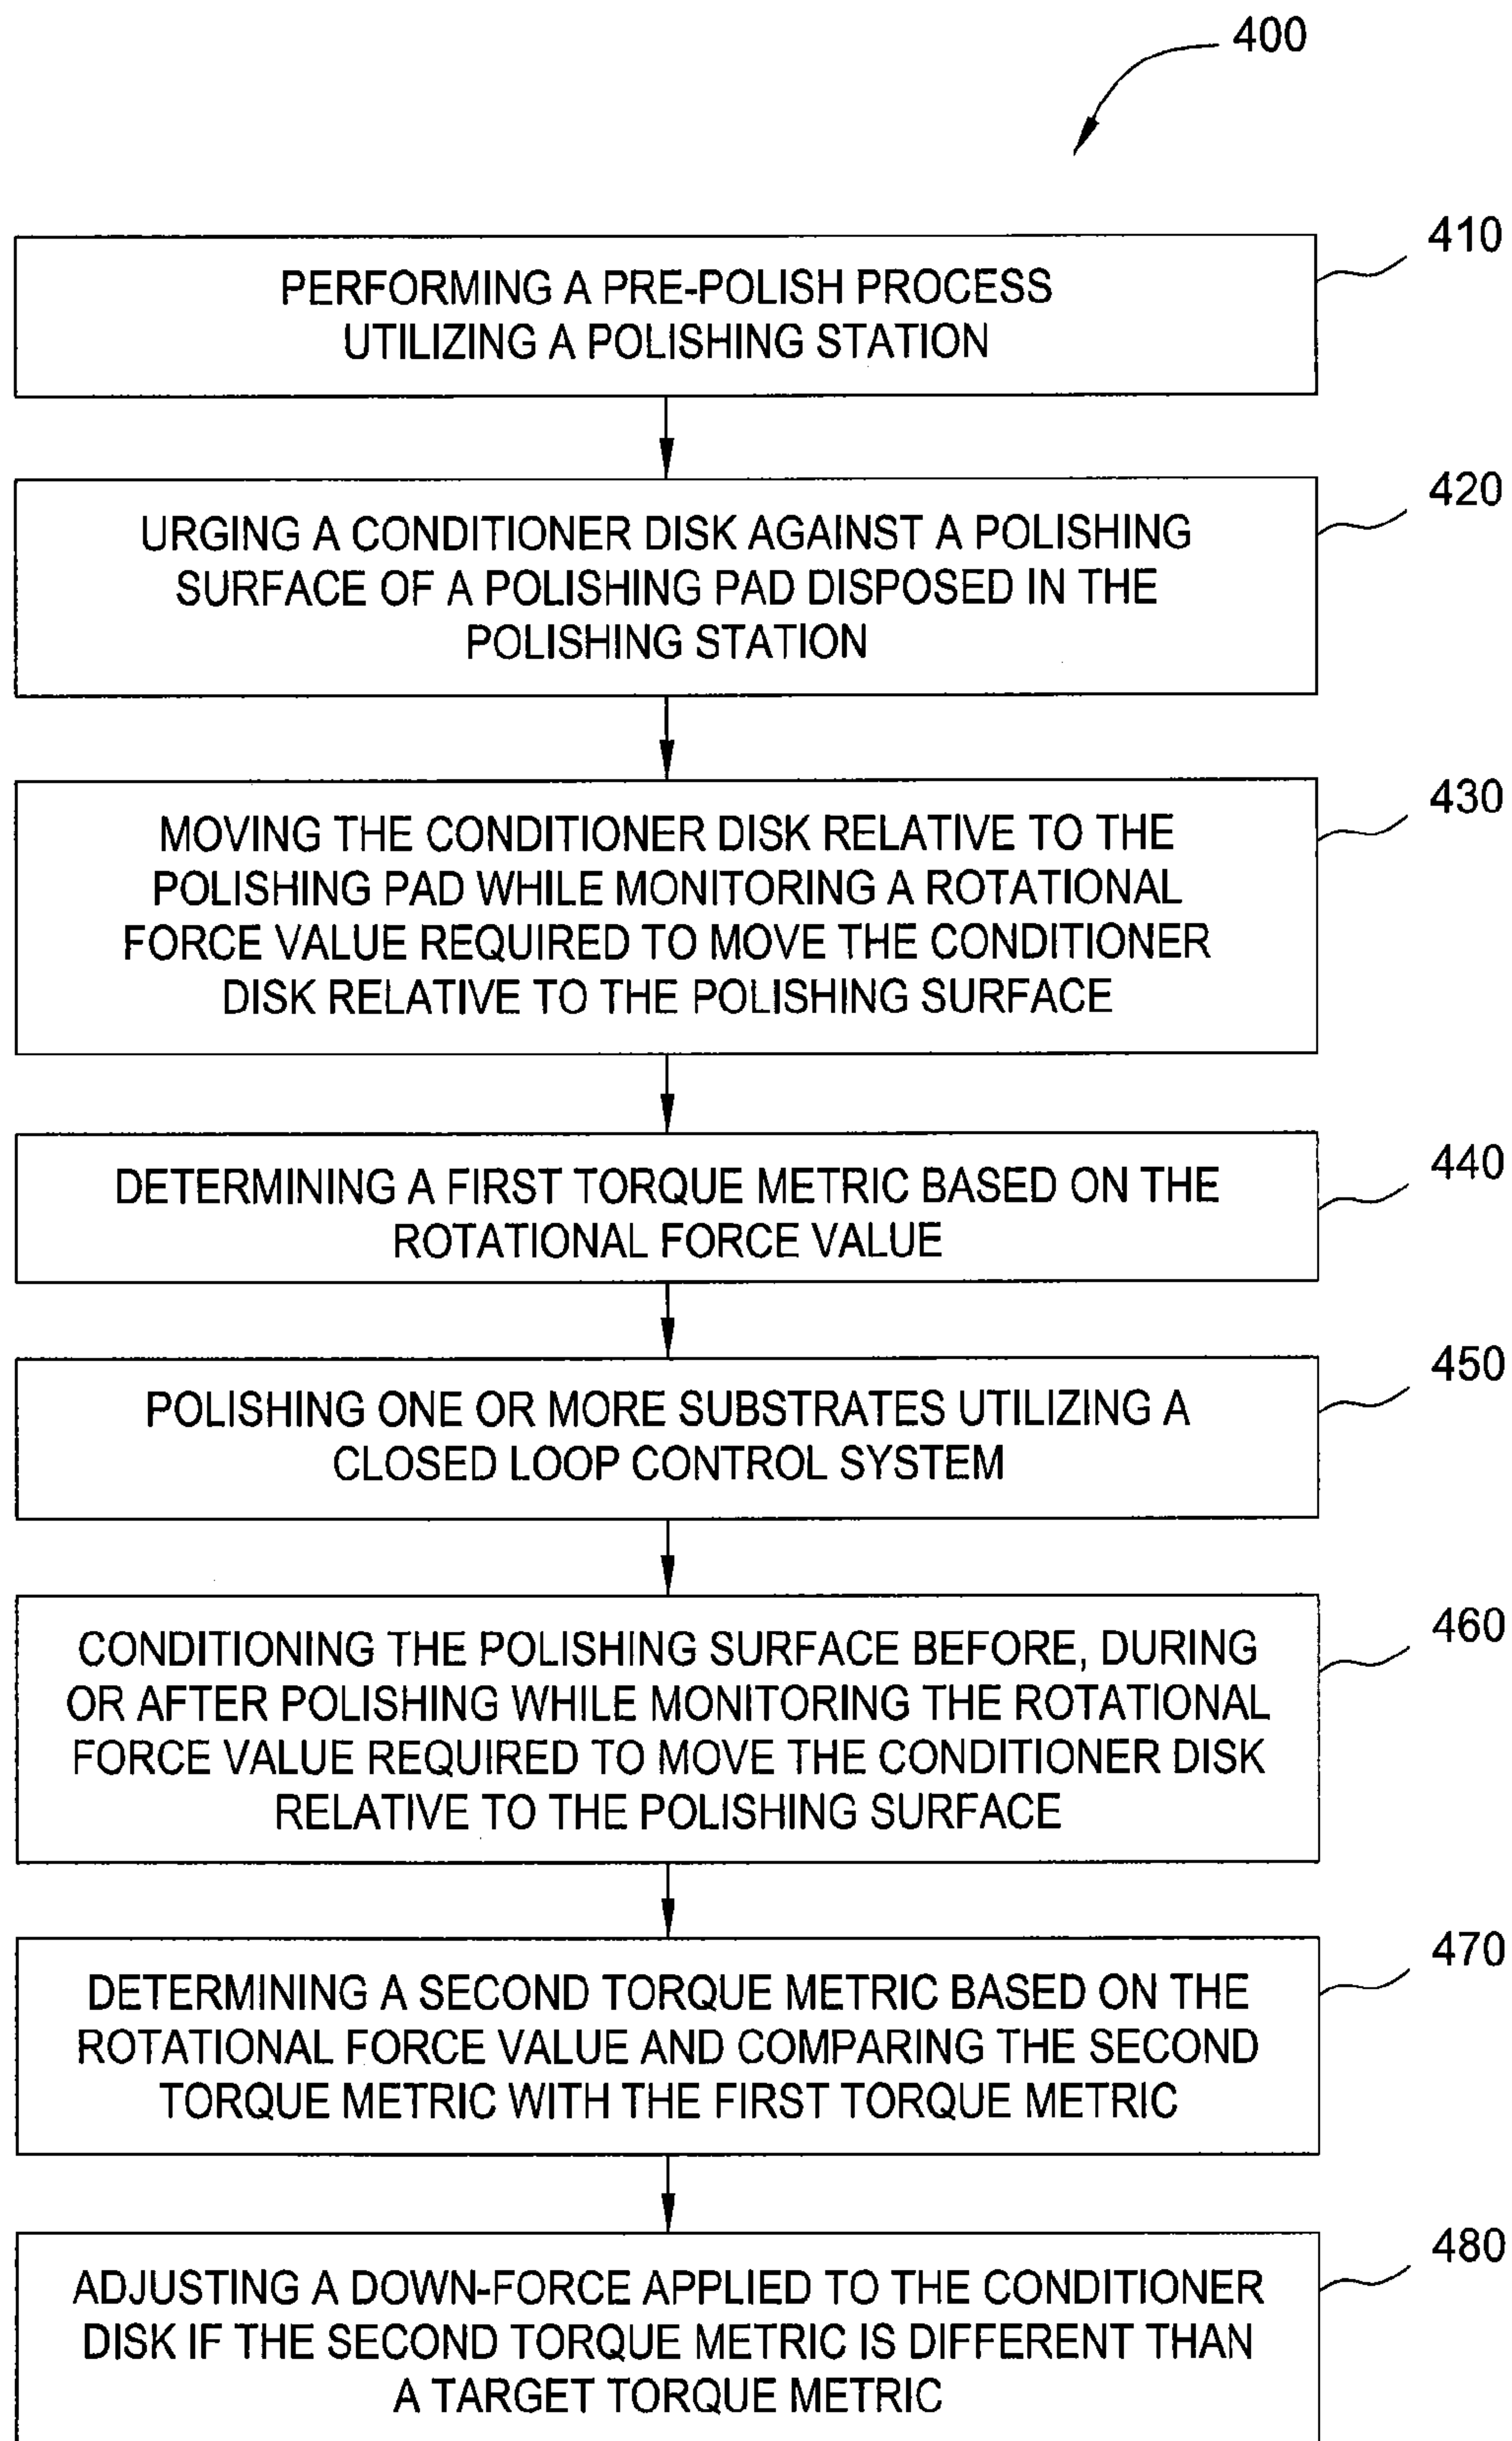 400
410
PERFORMING A PRE-POLISH PROCESS
UTILIZING A POLISHING STATION
420
URGING A CONDITIONER DISK AGAINST A POLISHING
SURFACE OF A POLISHING PAD DISPOSED IN THE
POLISHING STATION
430
MOVING THE CONDITIONER DISK RELATIVE TO THE
POLISHING PAD WHILE MONITORING A ROTATIONAL
FORCE VALUE REQUIRED TO MOVE THE CONDITIONER
DISK RELATIVE TO THE POLISHING SURFACE
440
DETERMINING A FIRST TORQUE METRIC BASED ON THE
ROTATIONAL FORCE VALUE
450
POLISHING ONE OR MORE SUBSTRATES UTILIZING A
CLOSED LOOP CONTROL SYSTEM
460
CONDITIONING THE POLISHING SURFACE BEFORE, DURING
OR AFTER POLISHING WHILE MONITORING THE ROTATIONAL
FORCE VALUE REQUIRED TO MOVE THE CONDITIONER DISK
RELATIVE TO THE POLISHING SURFACE
470
DETERMINING A SECOND TORQUE METRIC BASED ON THE
ROTATIONAL FORCE VALUE AND COMPARING THE SECOND
TORQUE METRIC WITH THE FIRST TORQUE METRIC
480
ADJUSTING A DOWN-FORCE APPLIED TO THE CONDITIONER
DISK IF THE SECOND TORQUE METRIC IS DIFFERENT THAN
A TARGET TORQUE METRIC